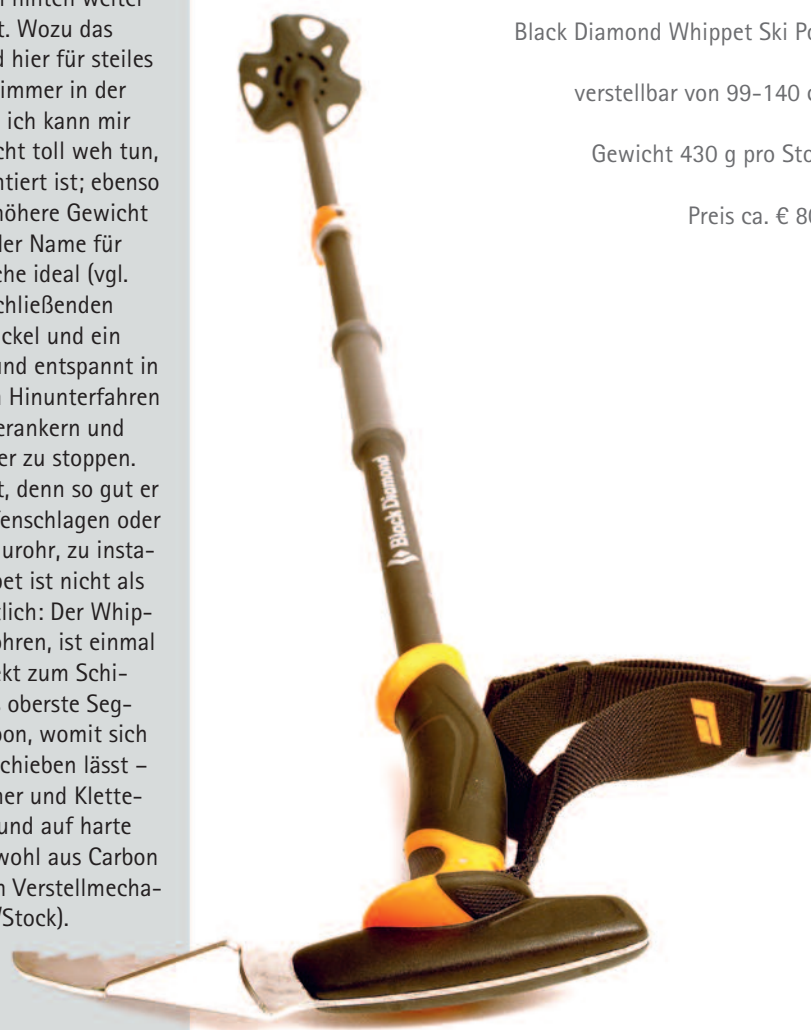 hinten weiter
t. Wozu das
d hier für steiles
immer in der
ich kann mir
cht toll weh tun,
ntiert ist; ebenso
höhere Gewicht
der Name für
che ideal (vgl.
chließenden
ckel und ein
und entspannt in
Hinunterfahren
erankern und
er zu stoppen.
t, denn so gut er
fenschlagen oder
urohr, zu insta-
pet ist nicht als
tlich: Der Whip-
ohren, ist einmal
ekt zum Schi-
oberste Seg-
bon, womit sich
chieben lässt –
ner und Klette-
und auf harte
wohl aus Carbon
n Verstellmecha-
/Stock).
Black Diamond Whippet Ski Po
verstellbar von 99-140 c
Gewicht 430 g pro Sto
Preis ca. € 80
Black Diamond